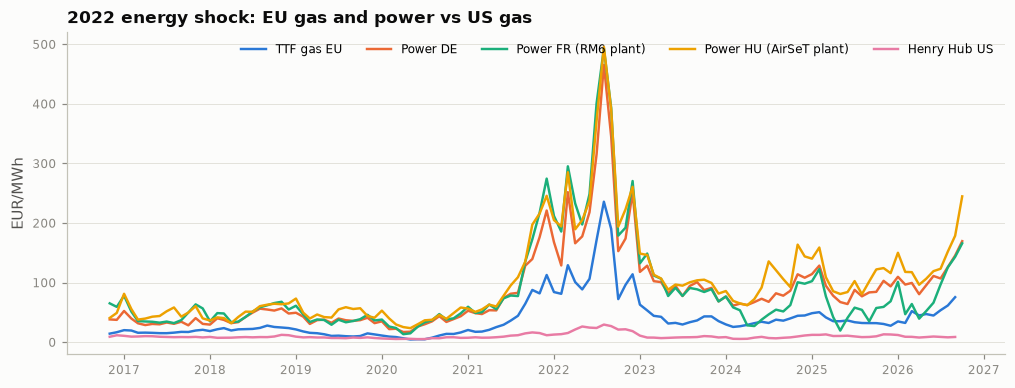 2022 energy shock: EU gas and power vs US gas
TTF gas EU
Power DE
Power FR (RM6 plant)
Power HU (AirSeT plant)
Henry Hub US
EUR/MWh
500
400
300
200
100
0
2017 2018 2019 2020 2021 2022 2023 2024 2025 2026 2027